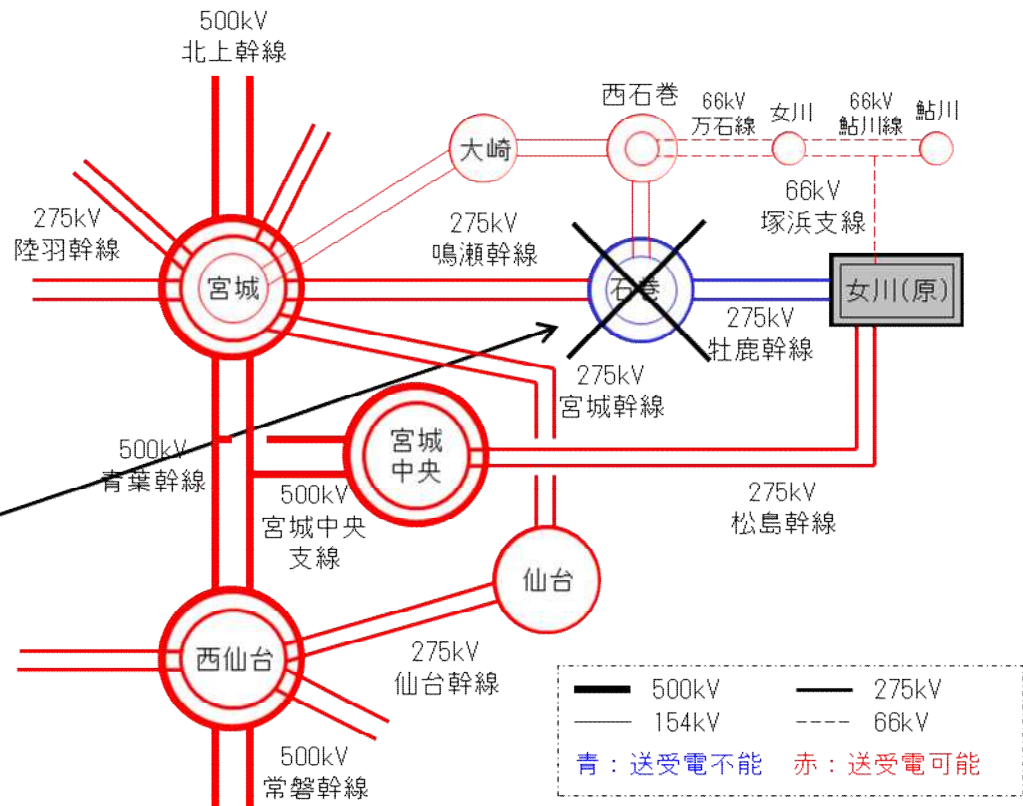 500kV
北上幹線
西石巻
66kV
万石線
女川
66kV
鮎川線
鮎川
大崎
275kV
陸羽幹線
宮城
275kV
鳴瀬幹線
66kV
塚浜支線
石巻
女川(原)
275kV
牡鹿幹線
275kV
宮城幹線
500kV
青葉幹線
宮城
中央
500kV
宮城中央
支線
275kV
松島幹線
仙台
西仙台
275kV
仙台幹線
500kV
常磐幹線
500kV
275kV
154kV
66kV
青：送受電不能
赤：送受電可能